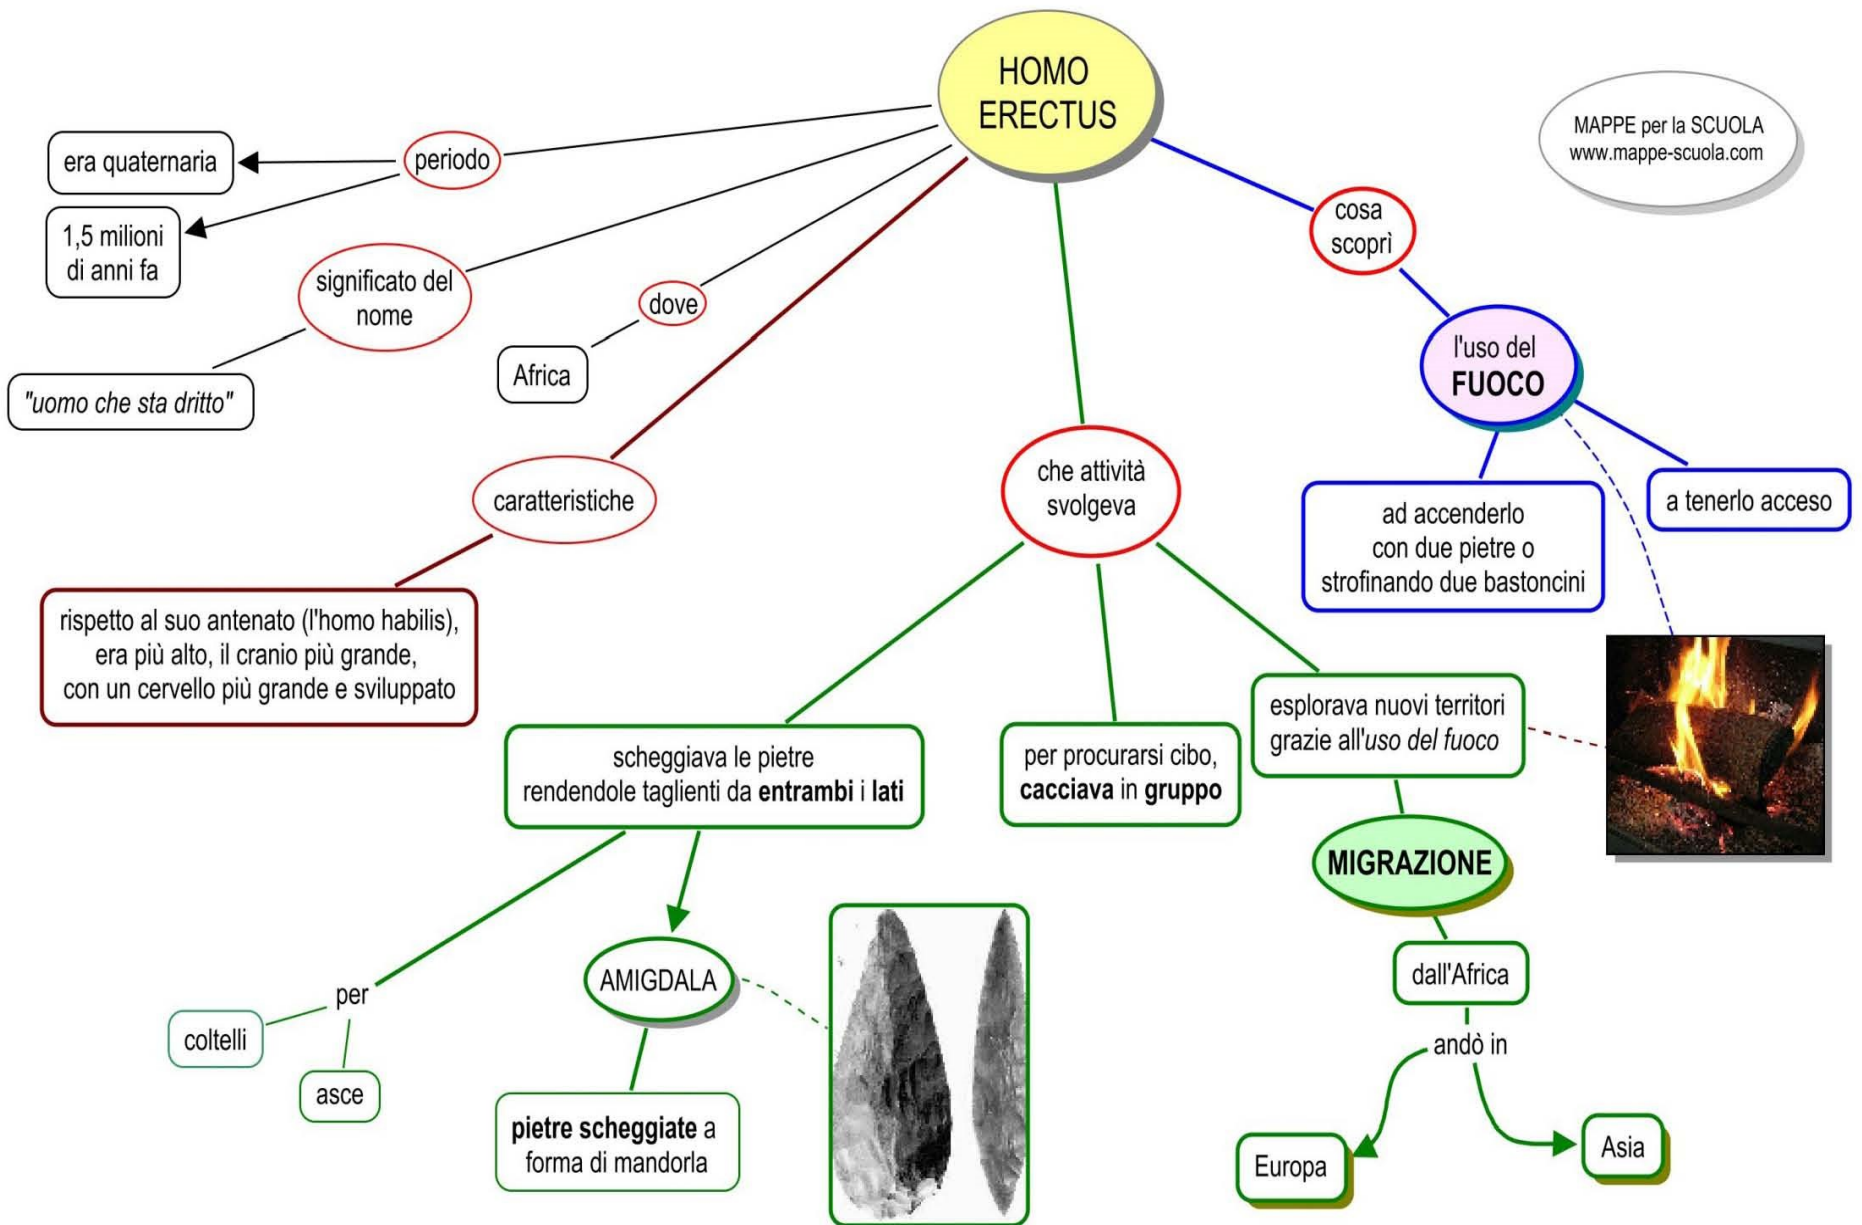 HOMO
ERECTUS
MAPPE per la SCUOLA
www.mappe-scuola.com
periodo
era quaternaria
1,5 milioni
di anni fa
significato del
nome
"uomo che sta dritto"
dove
Africa
caratteristiche
rispetto al suo antenato (l'homo habilis),
era più alto, il cranio più grande,
con un cervello più grande e sviluppato
che attività
svolgeva
scheggiava le pietre
rendendole taglienti da entrambi i lati
per
coltelli
asce
AMIGDALA
pietre scheggiate a
forma di mandorla
per procurarsi cibo,
cacciava in gruppo
esplorava nuovi territori
grazie all'uso del fuoco
MIGRAZIONE
dall'Africa
andò in
Europa
Asia
cosa
scoprì
l'uso del
FUOCO
ad accenderlo
con due pietre o
strofinando due bastoncini
a tenerlo acceso